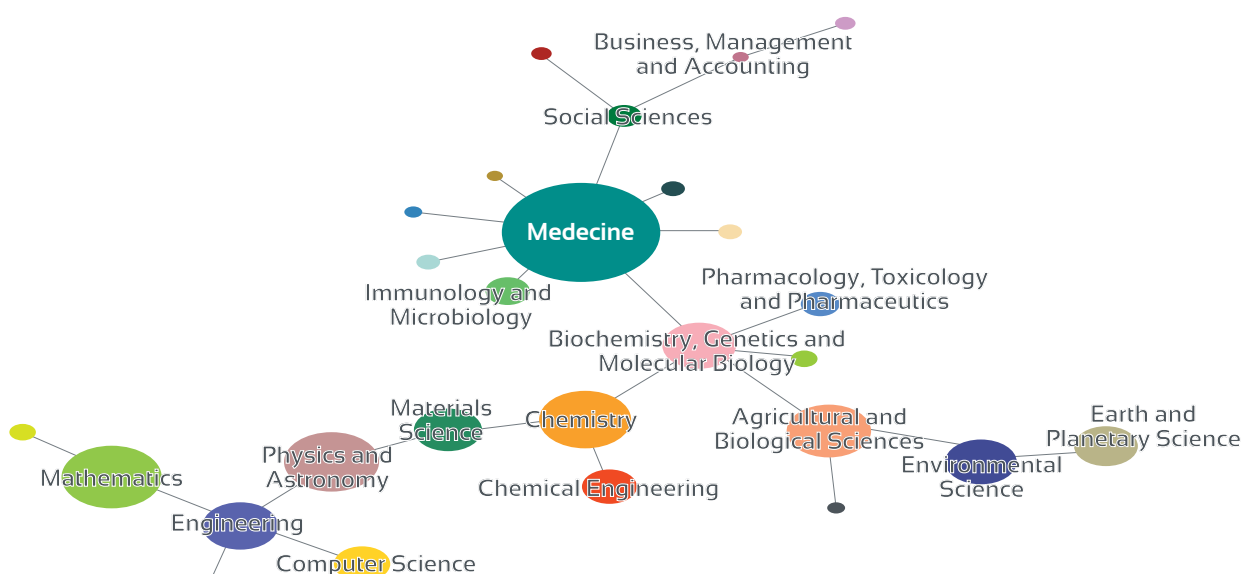 Business, Management
and Accounting
Social Sciences
Medecine
Pharmacology, Toxicology
and Pharmaceutics
Immunology and
Microbiology
Biochemistry, Genetics and
Molecular Biology
Materials
Science
Chemistry
Agricultural and
Biological Sciences
Earth and
Planetary Science
Physics and
Astronomy
Environmental
Science
Mathematics
Chemical Engineering
Engineering
Computer Science